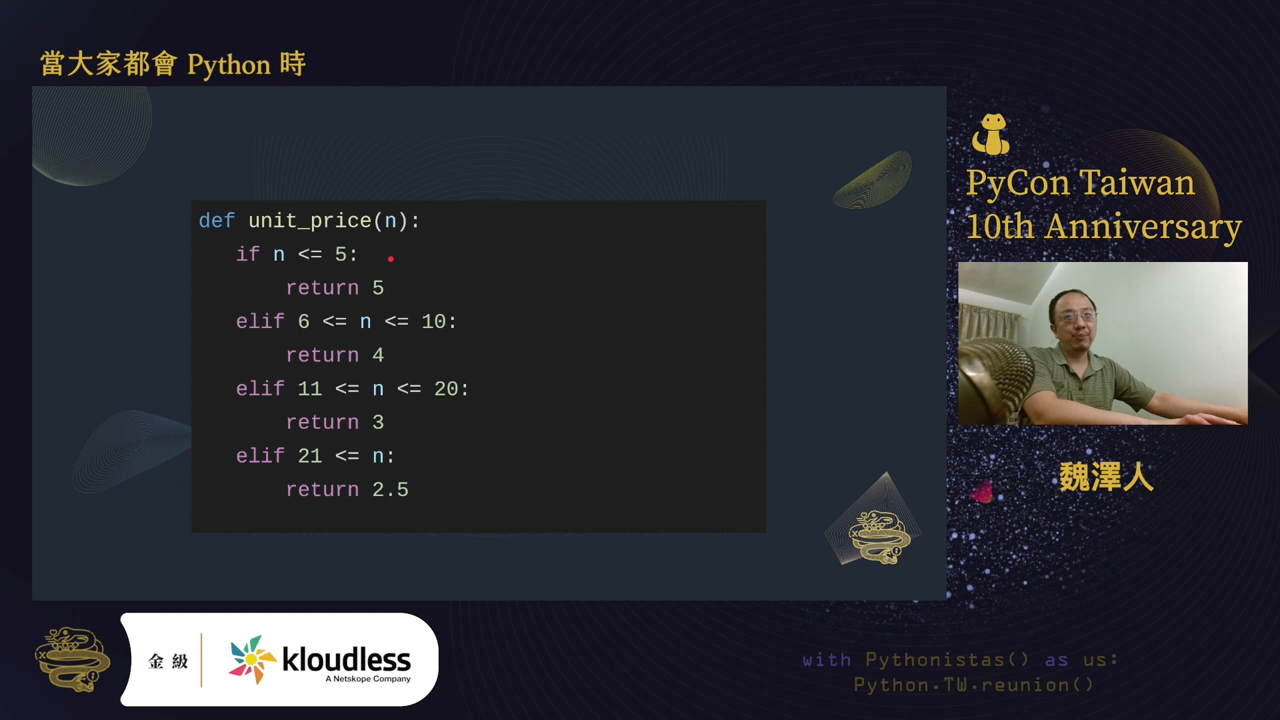 當大家都會 Python 時
def unit_price(n):
if n <= 5:
return 5
elif 6 <= n <= 10:
return 4
elif 11 <= n <= 20:
return 3
elif 21 <= n:
return 2.5
PyCon Taiwan
10th Anniversary
魏澤人
金級
kloudless
A Netskope Company
with Pythonistas() as us:
Python.TW.reunion()